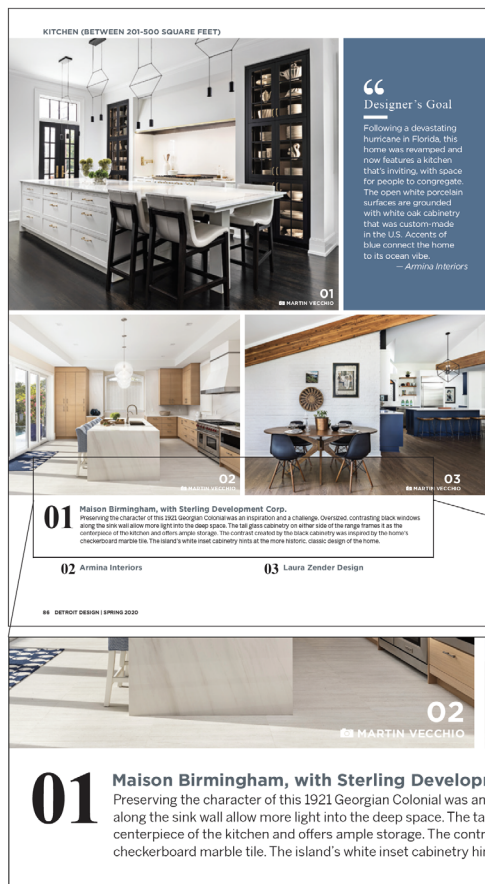 KITCHEN (BETWEEN 201-500 SQUARE FEET)
“
Designer's Goal
Following a devastating
hurricane in Florida, this
home was revamped and
now features a kitchen
that's inviting, with space
for people to congregate.
The open white porcelain
surfaces are grounded
with white oak cabinetry
that was custom-made
in the U.S. Accents of
blue connect the home
to its ocean vibe.
— Armina Interiors
01
MARTIN VECCHIO
02
MARTIN VECCHIO
03
MARTIN VECCHIO
01 Maison Birmingham, with Sterling Development Corp.
Preserving the character of this 1921 Georgian Colonial was an inspiration and a challenge. Oversized, contrasting black windows
along the sink wall allow more light into the deep space. The tall glass cabinetry on either side of the range frames it as the
centerpiece of the kitchen and offers ample storage. The contrast created by the black cabinetry was inspired by the home's
checkerboard marble tile. The island's white inset cabinetry hints at the more historic, classic design of the home.
02 Armina Interiors
03 Laura Zender Design
86 DETROIT DESIGN | SPRING 2020
02
MARTIN VECCHIO
01 Maison Birmingham, with Sterling Develop
Preserving the character of this 1921 Georgian Colonial was an
along the sink wall allow more light into the deep space. The ta
centerpiece of the kitchen and offers ample storage. The contr
checkerboard marble tile. The island's white inset cabinetry hi